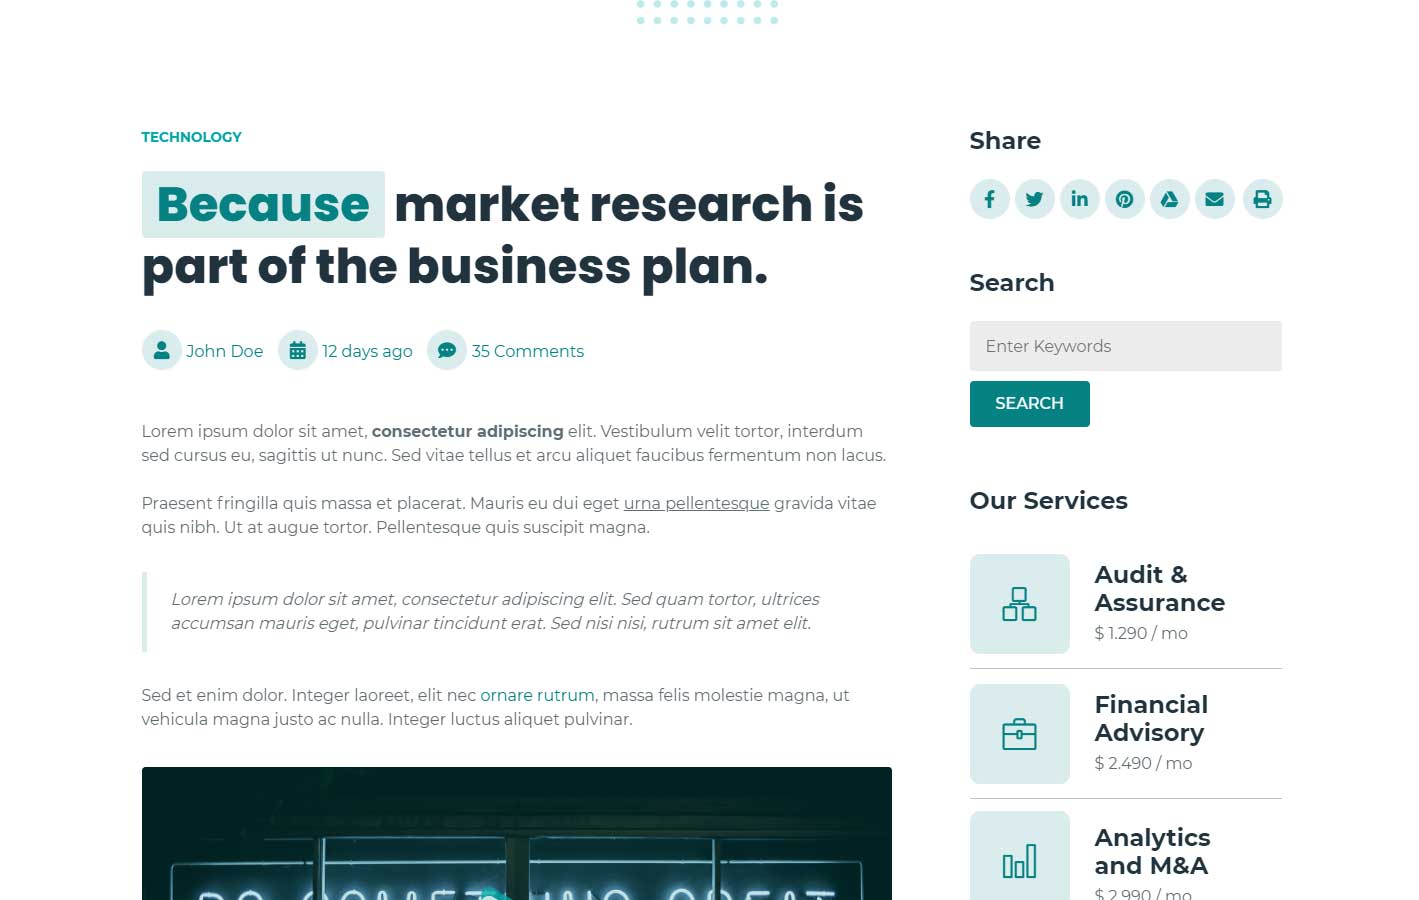 TECHNOLOGY
Because market research is
part of the business plan.
John Doe 12 days ago 35 Comments
Lorem ipsum dolor sit amet, consectetur adipiscing elit. Vestibulum velit tortor, interdum
sed cursus eu, sagittis ut nunc. Sed vitae tellus et arcu aliquet faucibus fermentum non lacus.
Praesent fringilla quis massa et placerat. Mauris eu dui eget urna pellentesque gravida vitae
quis nibh. Ut at augue tortor. Pellentesque quis suscipit magna.
Lorem ipsum dolor sit amet, consectetur adipiscing elit. Sed quam tortor, ultrices
accumsan mauris eget, pulvinar tincidunt erat. Sed nisi nisi, rutrum sit amet elit.
Sed et enim dolor. Integer laoreet, elit nec ornare rutrum, massa felis molestie magna, ut
vehicula magna justo ac nulla. Integer luctus aliquet pulvinar.
Share
Search
Enter Keywords
SEARCH
Our Services
Audit &
Assurance
$ 1.290 / mo
Financial
Advisory
$ 2.490 / mo
Analytics
and M&A
$ 2.990 / mo